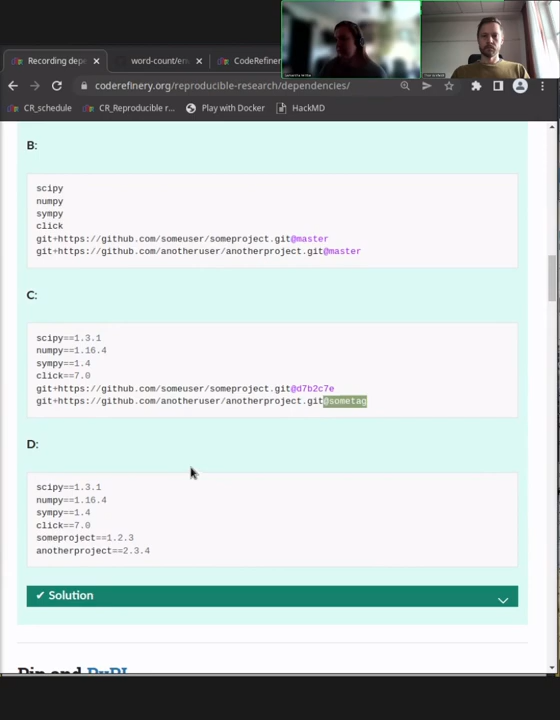 Recording dep
word-count/en
CodeRefiner
coderefinery.org/reproducible-research/dependencies/
CR_schedule
CR_Reproducible r...
Play with Docker
HackMD
B:
scipy
numpy
sympy
click
git+https://github.com/someuser/someproject.git@master
git+https://github.com/anotheruser/anotherproject.git@master
C:
scipy==1.3.1
numpy==1.16.4
sympy==1.4
click==7.0
git+https://github.com/someuser/someproject.git@d7b2c7e
git+https://github.com/anotheruser/anotherproject.git@sometag
D:
scipy==1.3.1
numpy==1.16.4
sympy==1.4
click==7.0
someproject==1.2.3
anotherproject==2.3.4
✔ Solution
Pip and PyPI